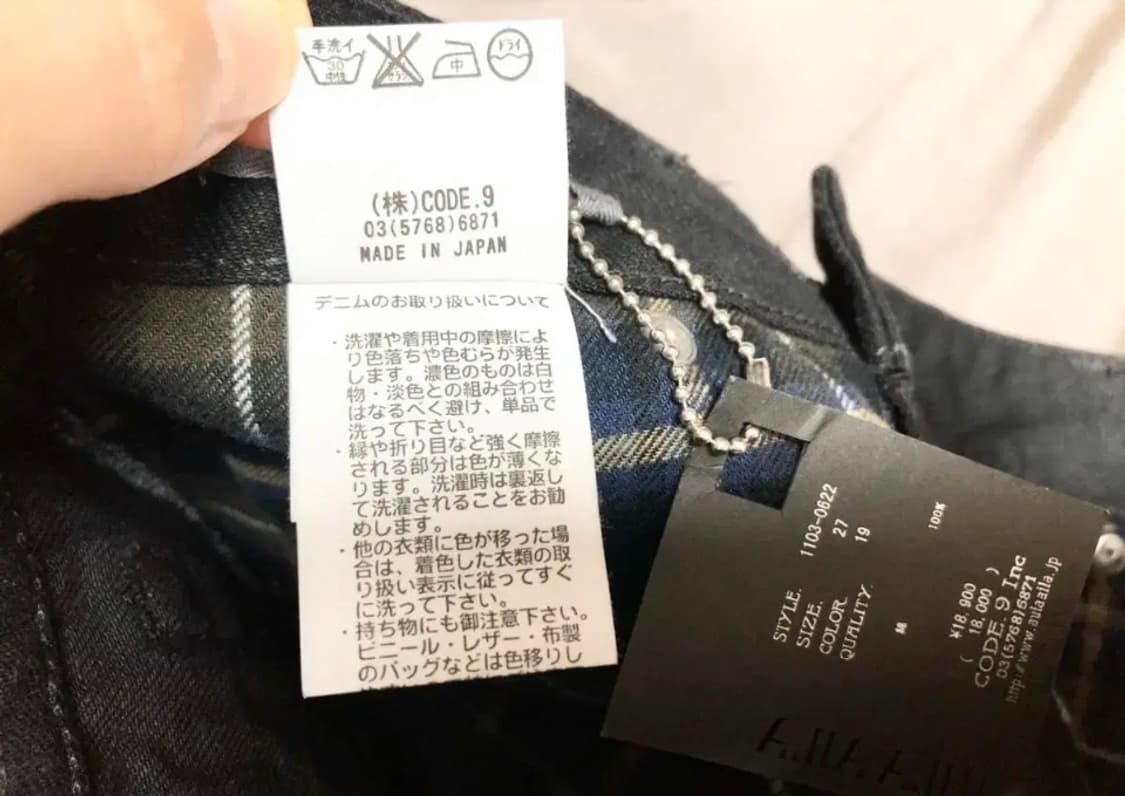 手洗イ
30
中性
中
ドライ
(株)CODE.9
03(5768)6871
MADE IN JAPAN
デニムのお取り扱いについて
・洗濯や着用中の摩擦によ
り色落ちや色むらが発生
します。濃色のものは白
物・淡色との組み合わせ
はなるべく避け、単品で
洗って下さい。
・縁や折り目など強く摩擦
される部分は色が薄くな
ります。洗濯時は裏返し
て洗濯されることをお勧
めします。
・他の衣類に色が移った場
合は、着色した衣類の取
り扱い表示に従ってすぐ
に洗って下さい。
・持ち物にも御注意下さい。
ビニール・レザー・布製
のバッグなどは色移りし
STYLE. 1103-0622
SIZE. 27
COLOR. 19
QUALITY.
綿 100%
¥18,900
( 18,000 )
CODE.9 Inc
03(5768)6871
http://www.aulaaila.jp